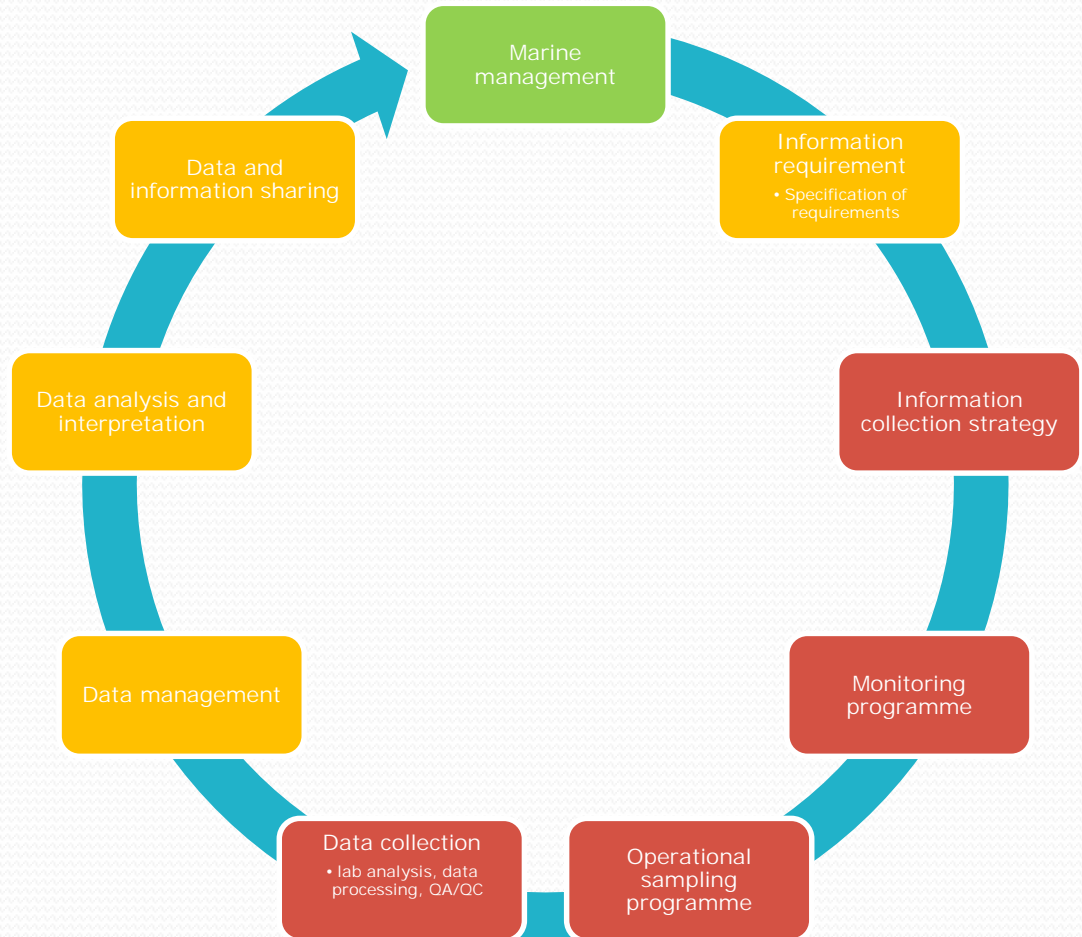 Marine
management
Information
requirement
• Specification of
requirements
Information
collection strategy
Monitoring
programme
Operational
sampling
programme
Data collection
• lab analysis, data
processing, QA/QC
Data management
Data analysis and
interpretation
Data and
information sharing